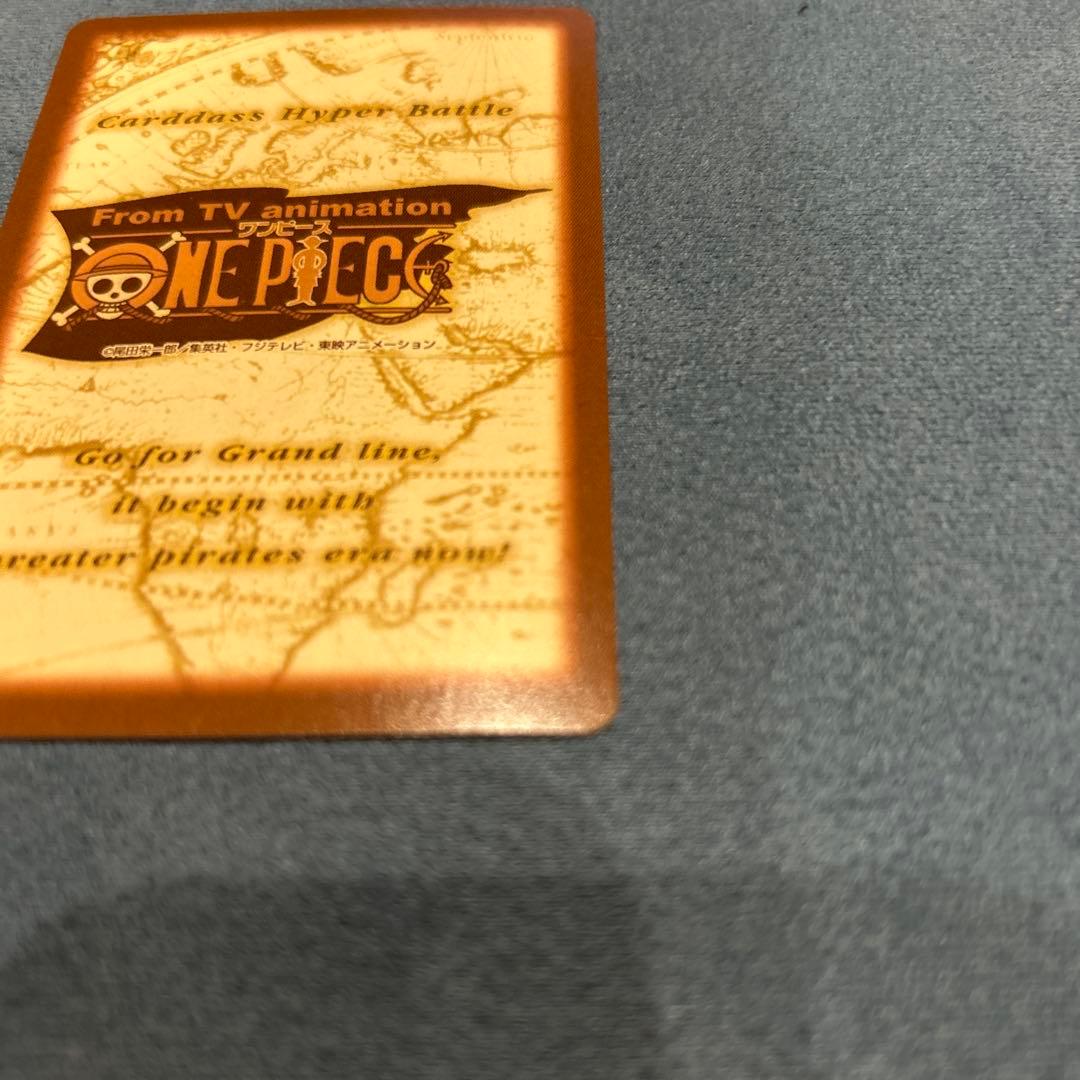 Carddass Hyper Battle
From TV animation
ワンピース
ONE PIECE
©尾田栄一郎／集英社・フジテレビ・東映アニメーション
Go for Grand line,
it begin with
greater pirates era now!